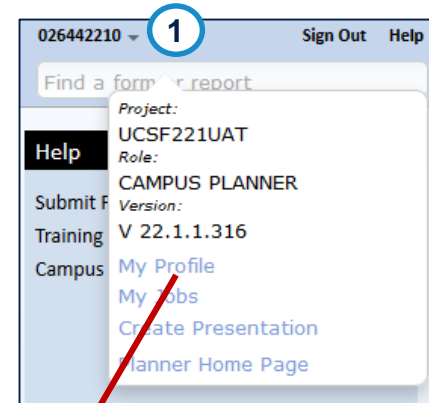 026442210 1 Sign Out Help
Find a form or report
Help
Submit F
Training
Campus
Project:
UCSF221UAT
Role:
CAMPUS PLANNER
Version:
V 22.1.1.316
My Profile
My Jobs
Create Presentation
Planner Home Page